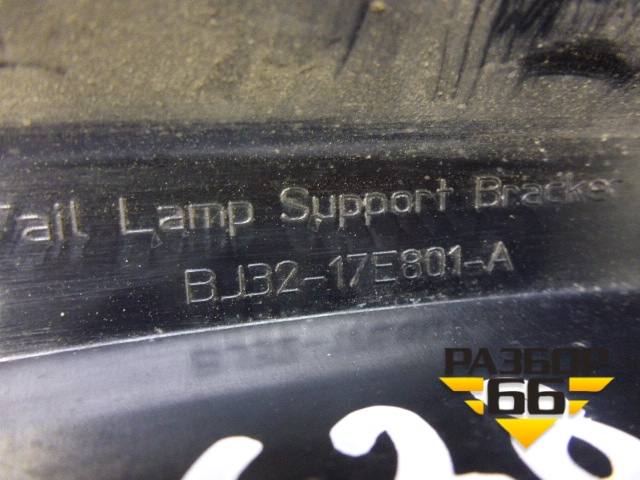 Tail Lamp Support Bracket
BJ32-17E801-A
РАЗБОР
66